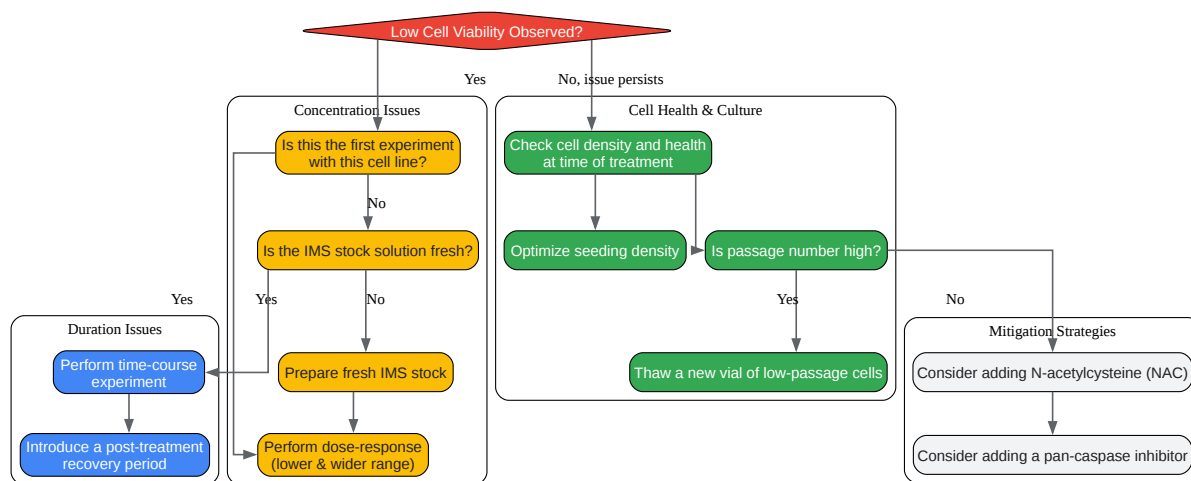 Low Cell Viability Observed?
Yes
No, issue persists
Concentration Issues
Cell Health & Culture
Is this the first experiment
with this cell line?
Check cell density and health
at time of treatment
No
Is the IMS stock solution fresh?
Optimize seeding density
Is passage number high?
Yes
Yes
No
Yes
No
Duration Issues
Mitigation Strategies
Perform time-course
experiment
Prepare fresh IMS stock
Thaw a new vial of low-passage cells
Consider adding N-acetylcysteine (NAC)
Introduce a post-treatment
recovery period
Perform dose-response
(lower & wider range)
Consider adding a pan-caspase inhibitor